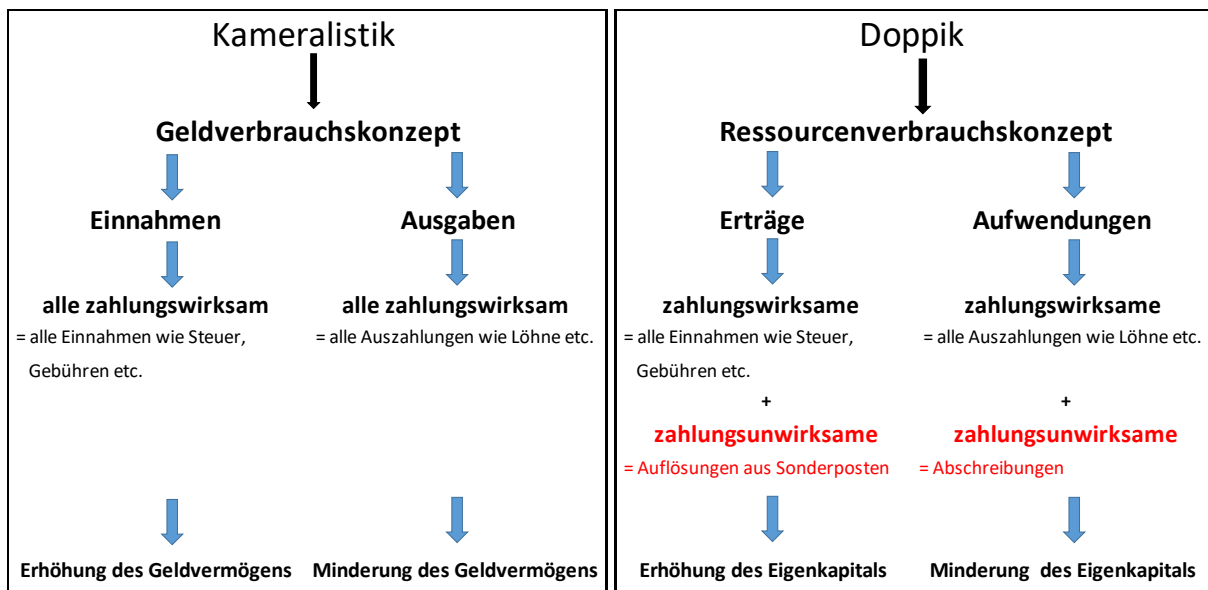 Kameralistik
Geldverbrauchskonzept
Einnahmen
Ausgaben
alle zahlungswirksam
= alle Einnahmen wie Steuer,
Gebühren etc.
alle zahlungswirksam
= alle Auszahlungen wie Löhne etc.
Erhöhung des Geldvermögens
Minderung des Geldvermögens
Doppik
Ressourcenverbrauchskonzept
Erträge
Aufwendungen
zahlungswirksame
= alle Einnahmen wie Steuer,
Gebühren etc.
+
zahlungsunwirksame
= Auflösungen aus Sonderposten
zahlungswirksame
= alle Auszahlungen wie Löhne etc.
+
zahlungsunwirksame
= Abschreibungen
Erhöhung des Eigenkapitals
Minderung des Eigenkapitals